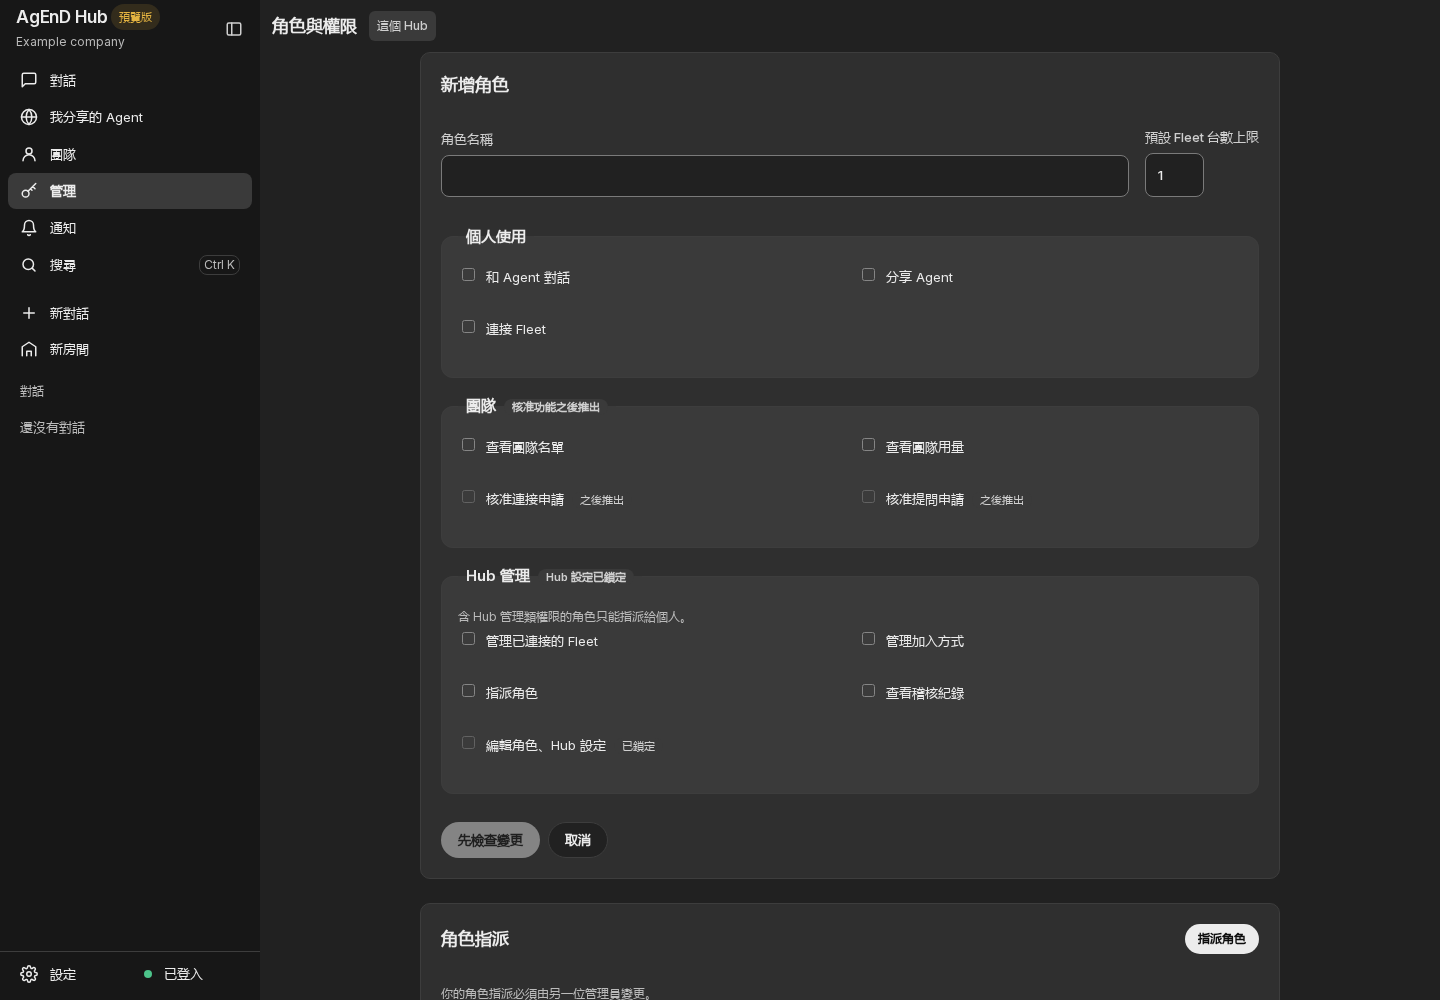 AgEnD Hub 預覽版
Example company
對話
我分享的 Agent
團隊
管理
通知
搜尋 Ctrl K
新對話
新房間
對話
還沒有對話
設定
已登入
角色與權限 這個 Hub
新增角色
角色名稱
預設 Fleet 台數上限
1
個人使用
和 Agent 對話
分享 Agent
連接 Fleet
團隊 核准功能之後推出
查看團隊名單
查看團隊用量
核准連接申請 之後推出
核准提問申請 之後推出
Hub 管理 Hub 設定已鎖定
含 Hub 管理類權限的角色只能指派給個人。
管理已連接的 Fleet
管理加入方式
指派角色
查看稽核紀錄
編輯角色、Hub 設定 已鎖定
先檢查變更
取消
角色指派
指派角色
你的角色指派必須由另一位管理員變更。